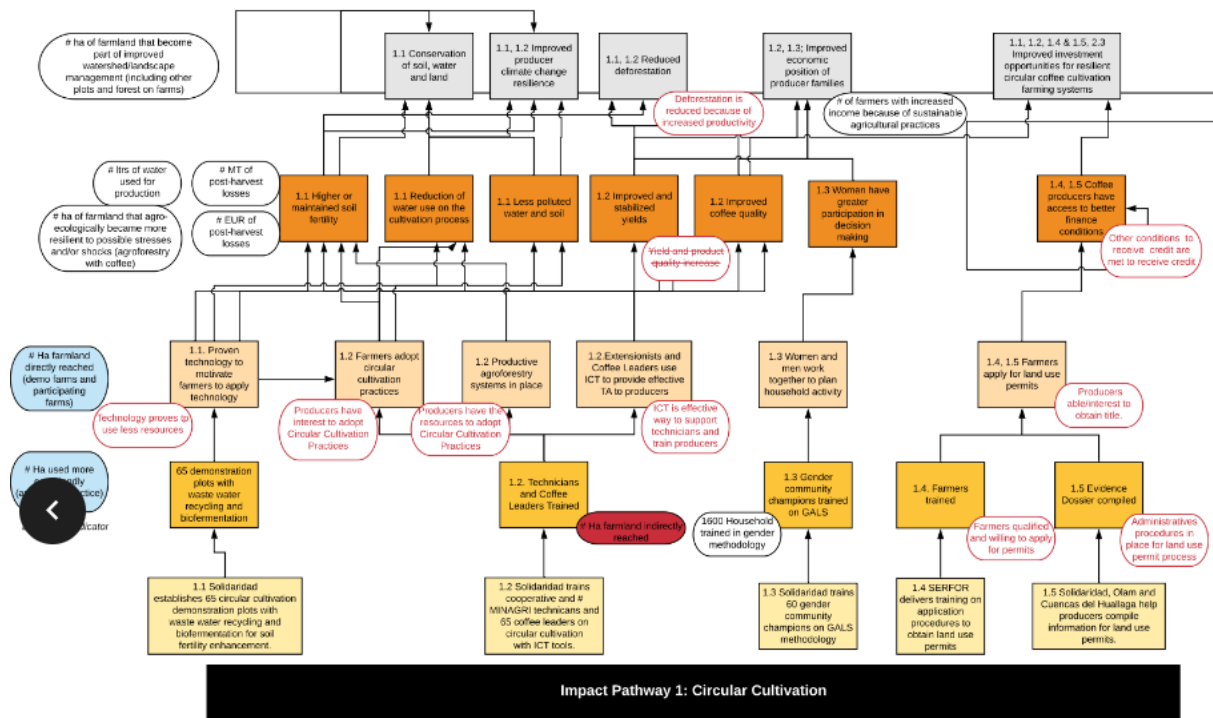 # ha of farmland that become
part of improved
watershed/landscape
management (including other
plots and forest on farms)
1.1 Conservation
of soil, water
and land
1.1, 1.2 Improved
producer
climate change
resilience
1.1, 1.2 Reduced
deforestation
1.2, 1.3; Improved
economic
position of
producer families
1.1, 1.2, 1.4 & 1.5, 2.3
Improved investment
opportunities for resilient
circular coffee cultivation
farming systems
Deforestation is
reduced because of
increased productivity
# of farmers with increased
income because of sustainable
agricultural practices
# ltrs of water
used for
production
# MT of
post-harvest
losses
# ha of farmland that agro-
ecologically became more
resilient to possible stresses
and/or shocks (agroforestry
with coffee)
# EUR of
post-harvest
losses
1.1 Higher or
maintained soil
fertility
1.1 Reduction of
water use on the
cultivation process
1.1 Less polluted
water and soil
1.2 Improved and
stabilized
yields
1.2 Improved
coffee quality
1.3 Women have
greater
participation in
decision
making
1.4, 1.5 Coffee
producers have
access to better
finance
conditions
Yield and product
quality increase
Other conditions to
receive credit are
met to receive credit
# Ha farmland
directly reached
(demo farms and
participating
farms)
1.1. Proven
technology to
motivate
farmers to apply
technology
1.2 Farmers adopt
circular
cultivation
practices
1.2 Productive
agroforestry
systems in place
1.2.Extensionists and
Coffee Leaders use
ICT to provide effective
TA to producers
1.3 Women and
men work
together to plan
household activity
1.4, 1.5 Farmers
apply for land use
permits
Technology proves tp
use less resources
Producers have
interest to adopt
Circular Cultivation
Practices
Producers have the
resources to adopt
Circular Cultivation
Practices
ICT is effective
way to support
technicians and
train producers
Producers
able/interest to
obtain title.
# Ha used more
65 demonstration
plots with
waste water
recycling and
biofermentation
1.2. Technicians
and Coffee
Leaders Trained
# Ha farmland indirectly
reached
1600 Household
trained in gender
methodology
1.3 Gender
community
champions trained
on GALS
1.4. Farmers
trained
1.5 Evidence
Dossier compiled
Farmers qualified
and willing to apply
for permits
Administratives
procedures in
place for land use
permit process
1.1 Solidaridad
establishes 65 circular cultivation
demonstration plots with
waste water recycling and
biofermentation for soil
fertility enhancement.
1.2 Solidaridad trains
cooperative and #
MINAGRI technicans and
65 coffee leaders on
circular cultivation
with ICT tools.
1.3 Solidaridad trains
60 gender
community
champions on GALS
methodology
1.4 SERFOR
delivers training on
application
procedures to
obtain land use
permits
1.5 Solidaridad, Olam and
Cuencas del Huallaga help
producers compile
information for land use
permits.
Impact Pathway 1: Circular Cultivation